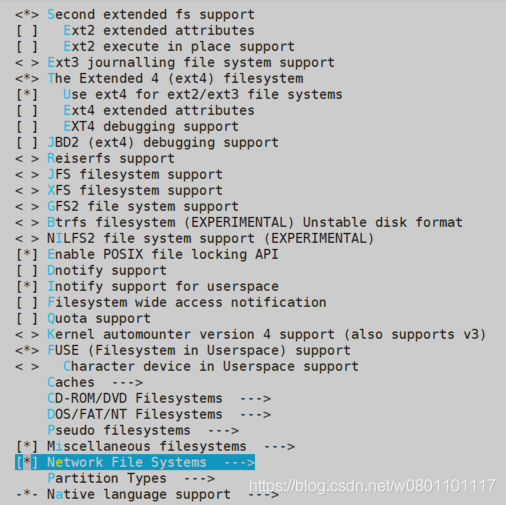 <*> Second extended fs support
[ ]   Ext2 extended attributes
[ ]   Ext2 execute in place support
< > Ext3 journalling file system support
<*> The Extended 4 (ext4) filesystem
[*]   Use ext4 for ext2/ext3 file systems
[ ]   Ext4 extended attributes
[ ]   EXT4 debugging support
[ ] JBD2 (ext4) debugging support
< > Reiserfs support
< > JFS filesystem support
< > XFS filesystem support
< > GFS2 file system support
< > Btrfs filesystem (EXPERIMENTAL) Unstable disk format
< > NILFS2 file system support (EXPERIMENTAL)
[*] Enable POSIX file locking API
[ ] Dnotify support
[*] Inotify support for userspace
[ ] Filesystem wide access notification
[ ] Quota support
< > Kernel automounter version 4 support (also supports v3)
<*> FUSE (Filesystem in Userspace) support
< >   Character device in Userspace support
    Caches  --->
    CD-ROM/DVD Filesystems  --->
    DOS/FAT/NT Filesystems  --->
    Pseudo filesystems  --->
[*] Miscellaneous filesystems  --->
[*] Network File Systems  --->
    Partition Types  --->
-*- Native language support  --->
https://blog.csdn.net/w0801101117